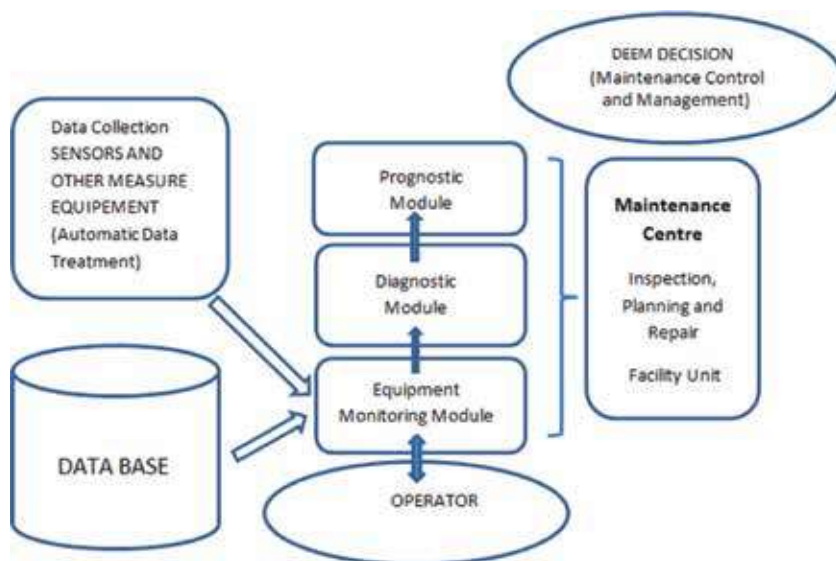 DEEM DECISION
(Maintenance Control
and Management)
Data Collection
SENSORS AND
OTHER MEASURE
EQUIPEMENT
(Automatic Data
Treatment)
Prognostic
Module
Diagnostic
Module
Equipment
Monitoring Module
Maintenance
Centre
Inspection,
Planning and
Repair
Facility Unit
DATA BASE
OPERATOR